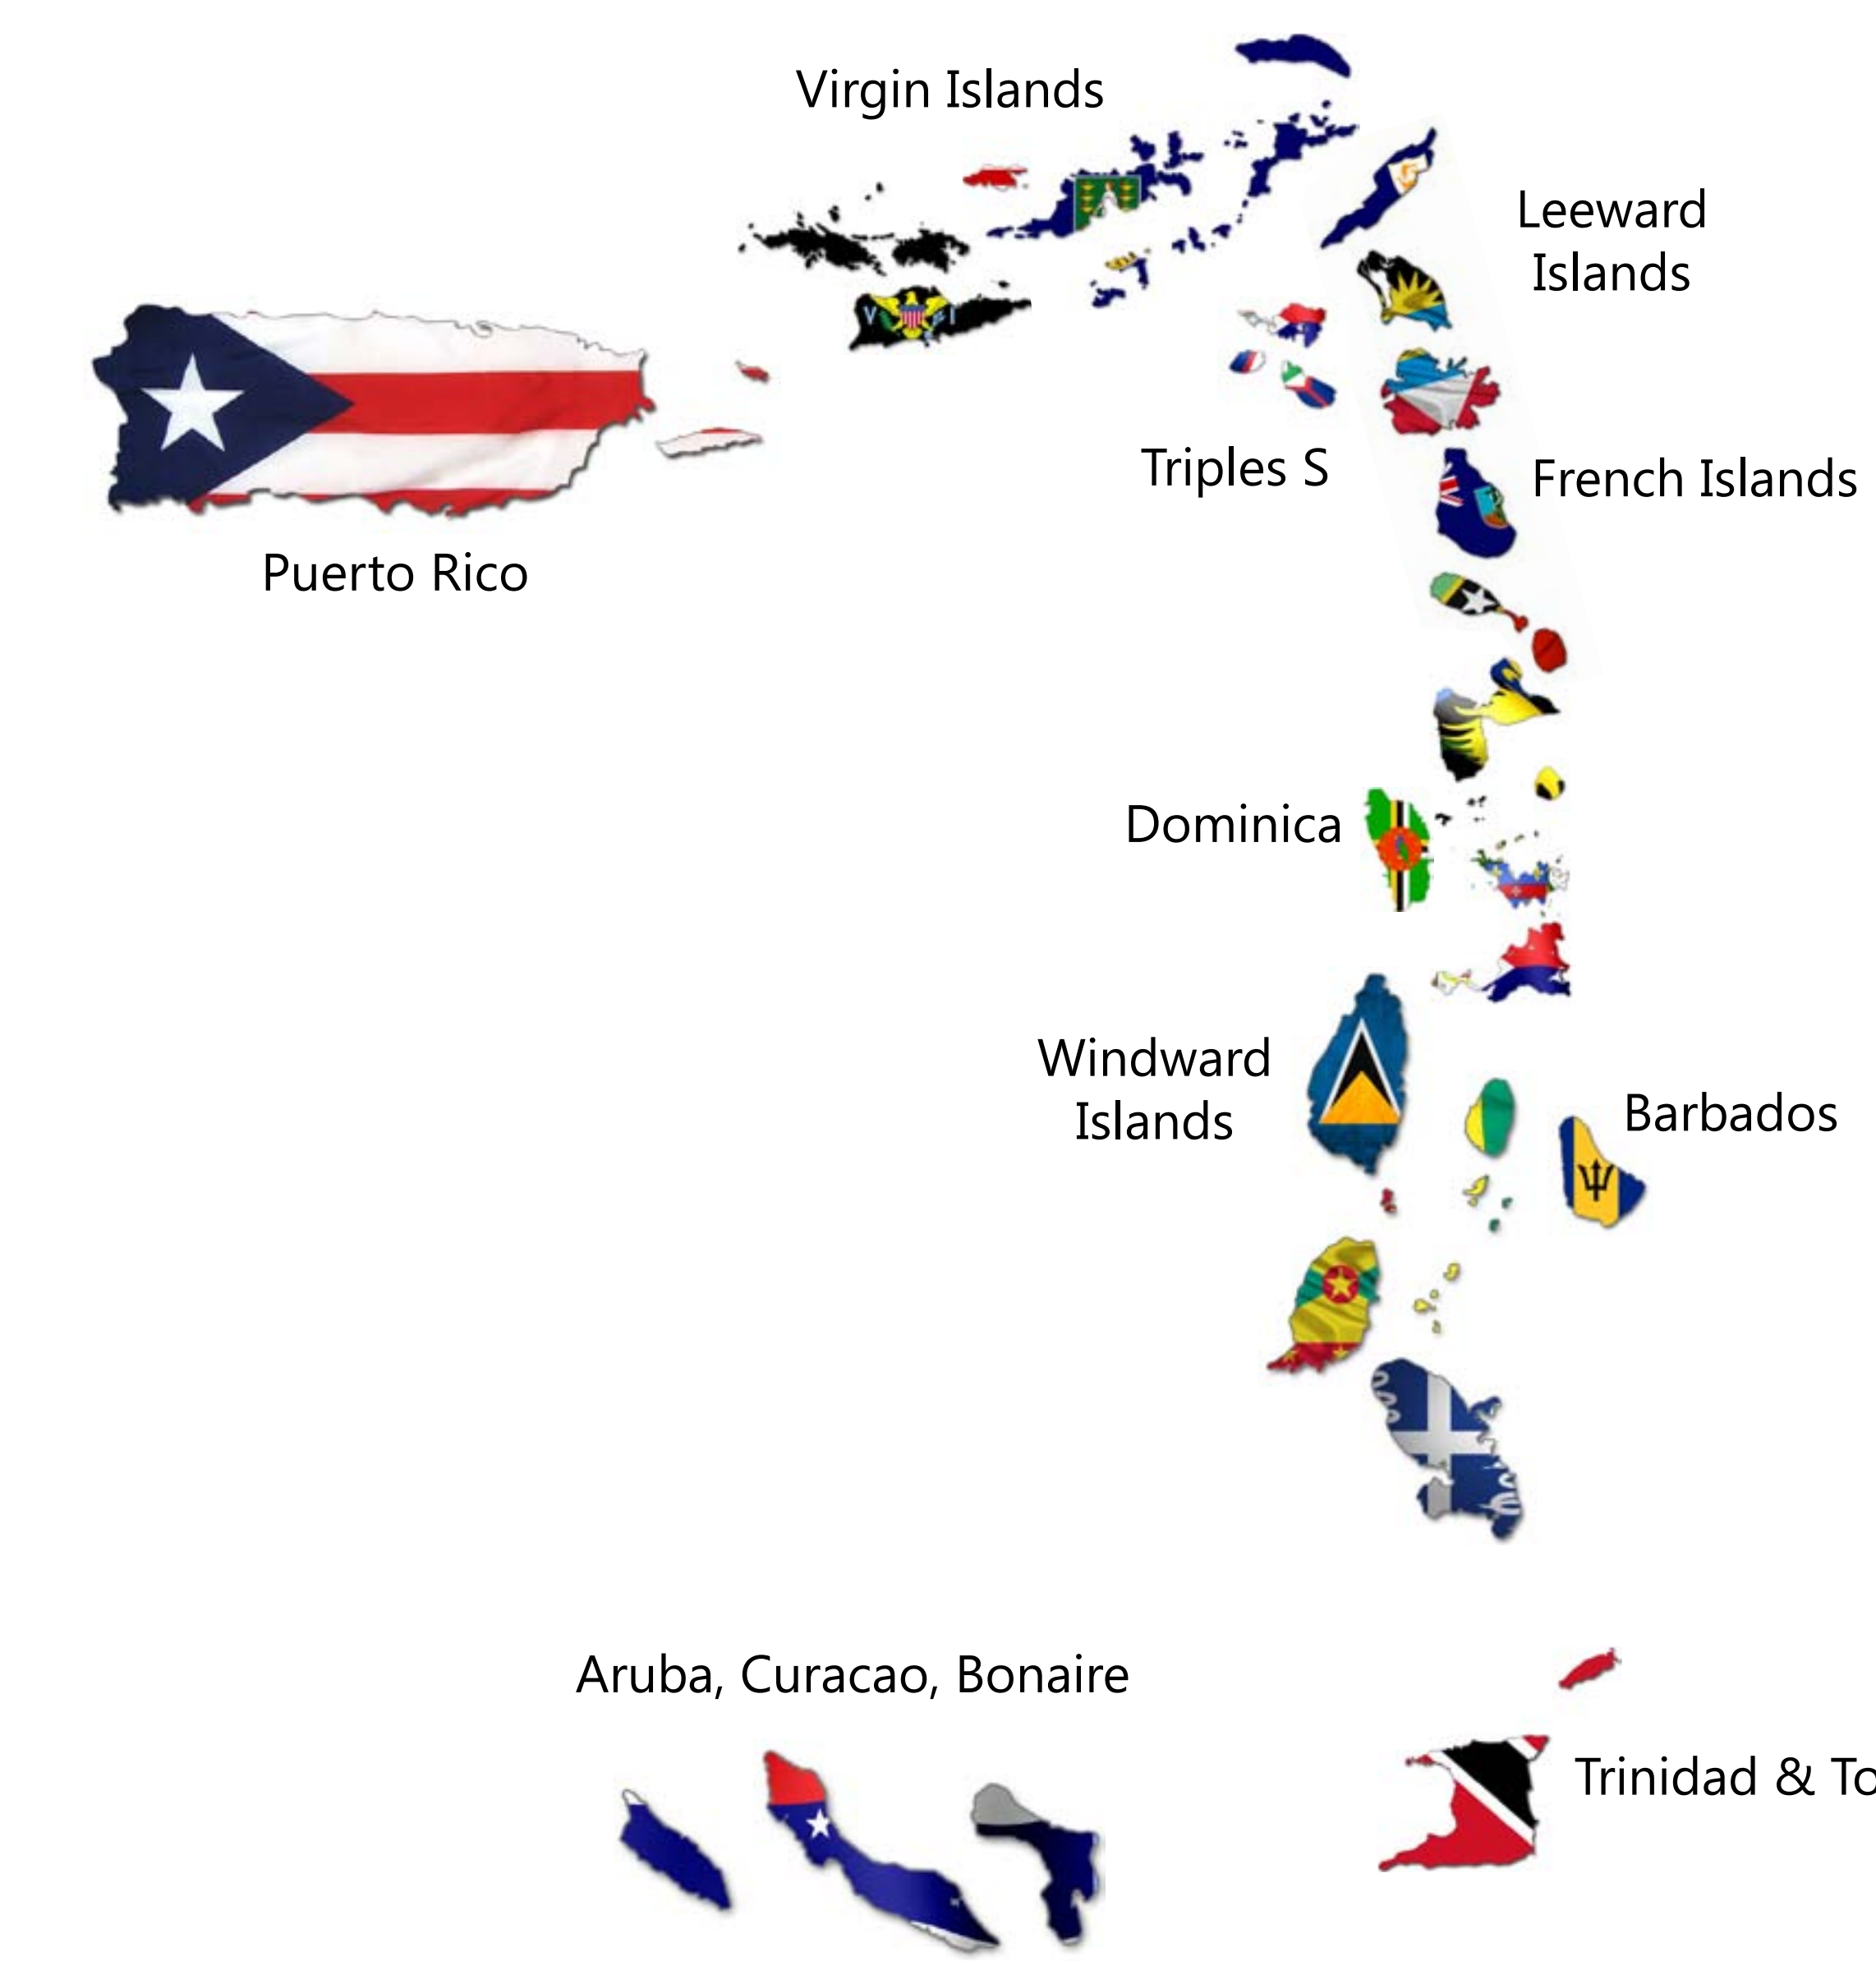 Virgin Islands
Leeward
Islands
Triples S
French Islands
Puerto Rico
Dominica
Windward
Islands
Barbados
Aruba, Curacao, Bonaire
Trinidad & To
V I